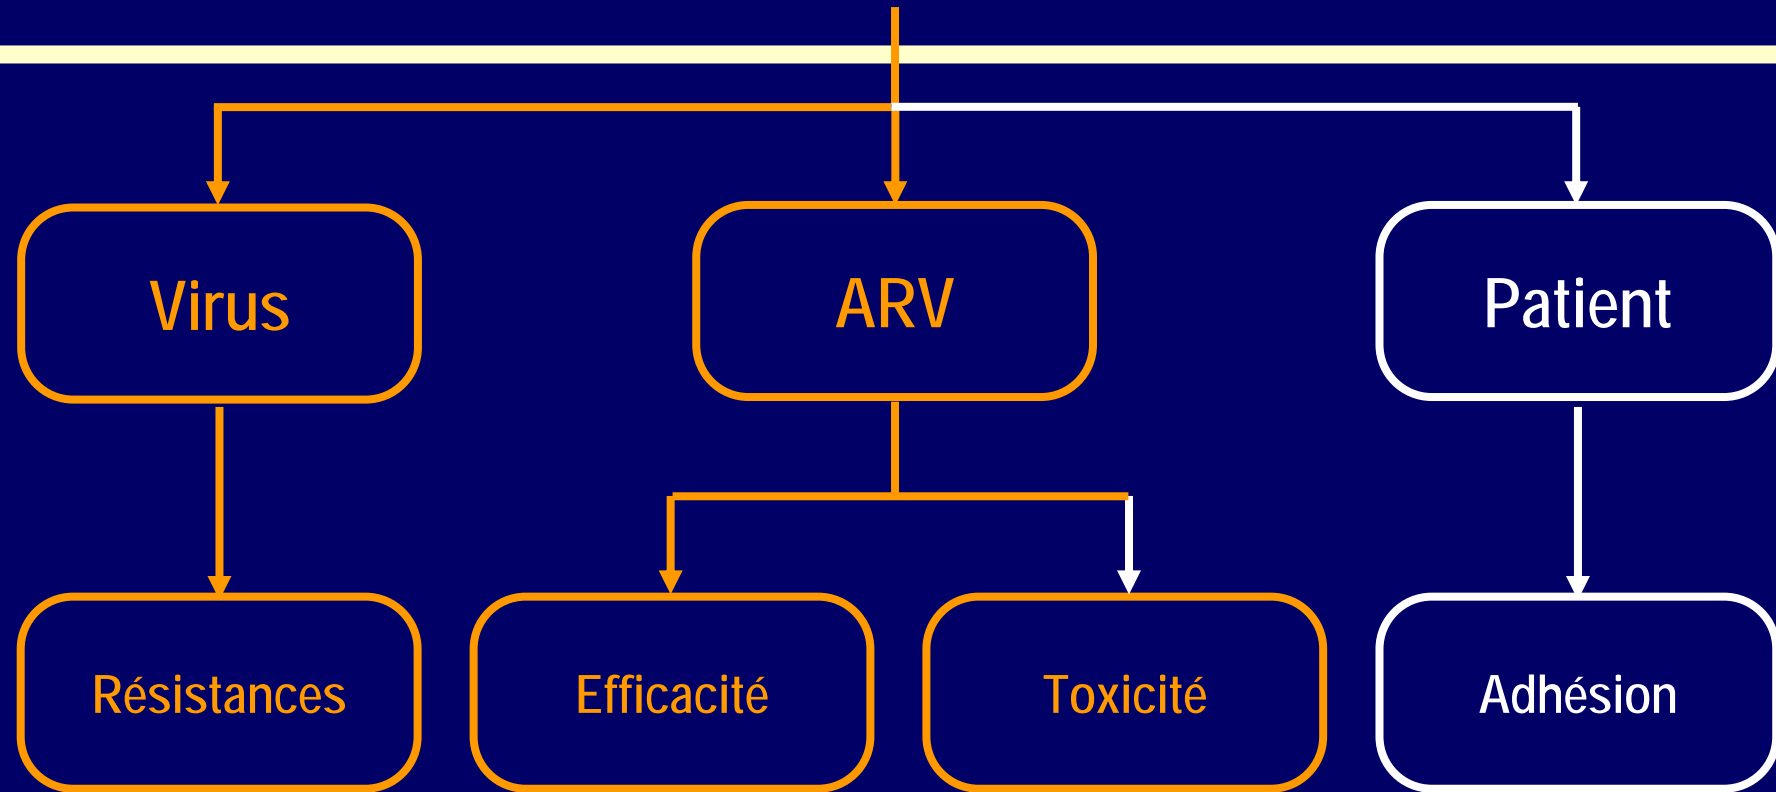 Virus
ARV
Patient
Résistances
Efficacité
Toxicité
Adhésion